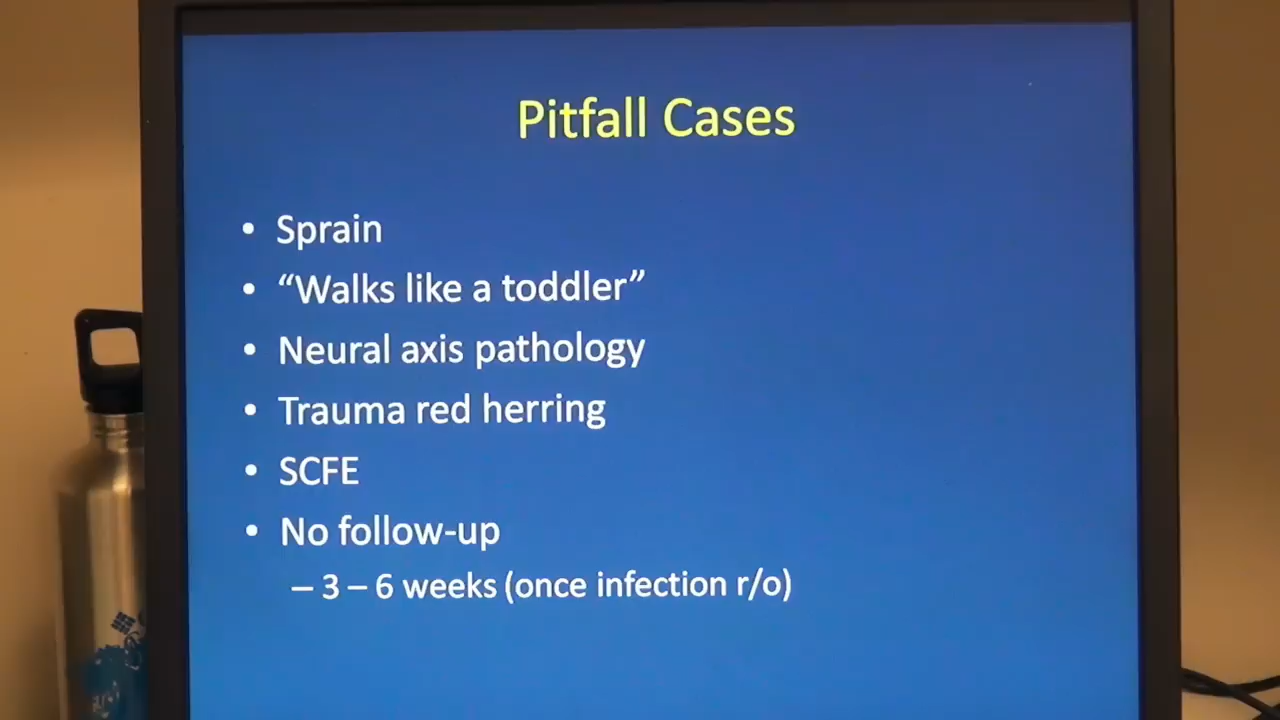 Pitfall Cases
• Sprain
• “Walks like a toddler”
• Neural axis pathology
• Trauma red herring
• SCFE
• No follow-up
– 3 – 6 weeks (once infection r/o)